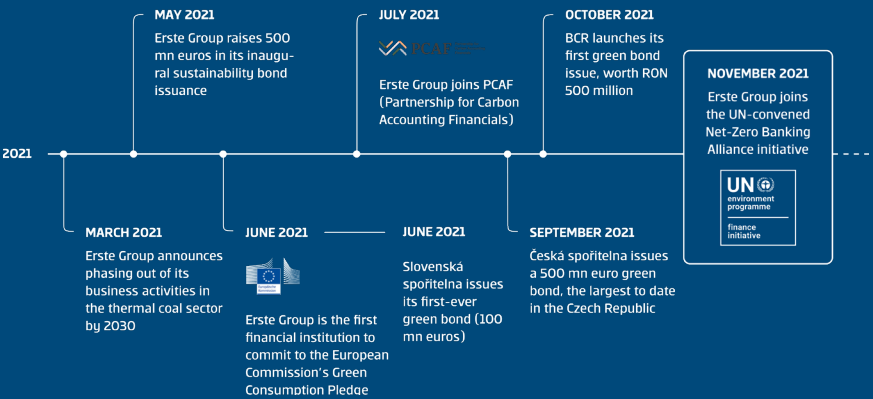 MAY 2021
Erste Group raises 500
mn euros in its inaugu-
ral sustainability bond
issuance
JULY 2021
PCAF
Erste Group joins PCAF
(Partnership for Carbon
Accounting Financials)
OCTOBER 2021
BCR launches its
first green bond
issue, worth RON
500 million
NOVEMBER 2021
Erste Group joins
the UN-convened
Net-Zero Banking
Alliance initiative
UN
environment
programme
finance
initiative
2021
MARCH 2021
Erste Group announces
phasing out of its
business activities in
the thermal coal sector
by 2030
JUNE 2021
Erste Group is the first
financial institution to
commit to the European
Commission's Green
Consumption Pledge
JUNE 2021
Slovenská
sporitelna issues
its first-ever
green bond (100
mn euros)
SEPTEMBER 2021
Česká spořitelna issues
a 500 mn euro green
bond, the largest to date
in the Czech Republic